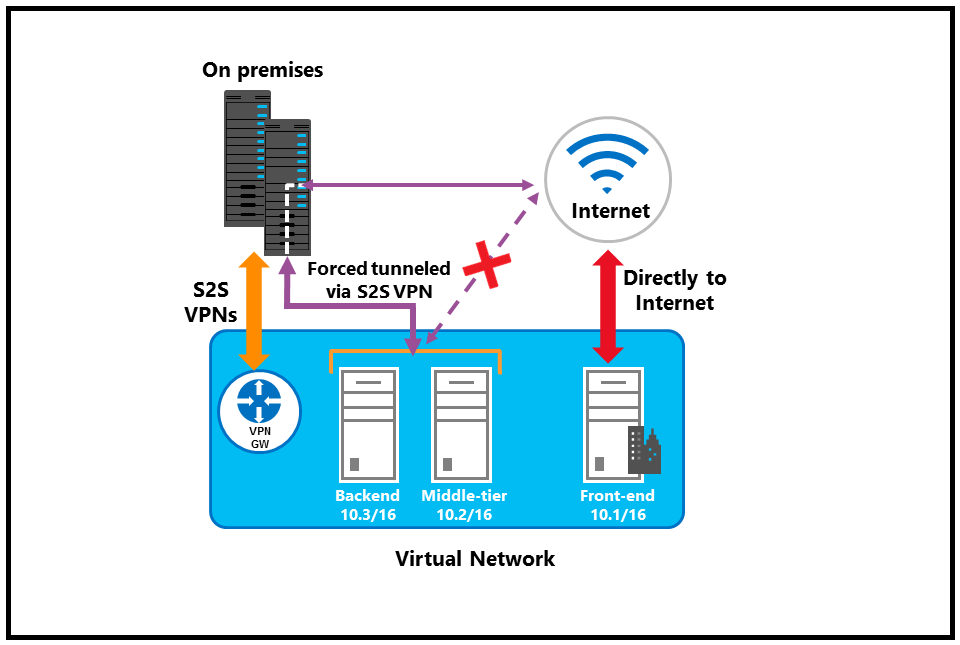 On premises
Internet
Forced tunneled
via S2S VPN
Directly to
Internet
S2S
VPNs
VPN
GW
Backend
10.3/16
Middle-tier
10.2/16
Front-end
10.1/16
Virtual Network